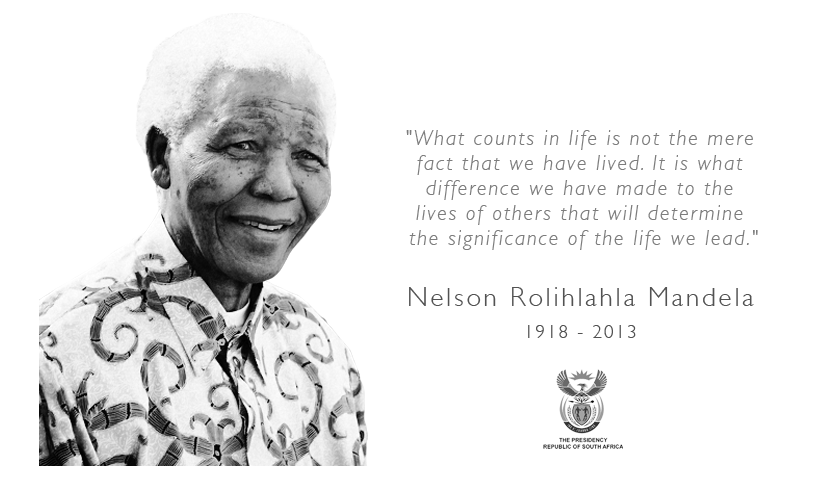 "What counts in life is not the mere
fact that we have lived. It is what
difference we have made to the
lives of others that will determine
the significance of the life we lead."
Nelson Rolihlahla Mandela
1918 - 2013
THE PRESIDENCY
REPUBLIC OF SOUTH AFRICA